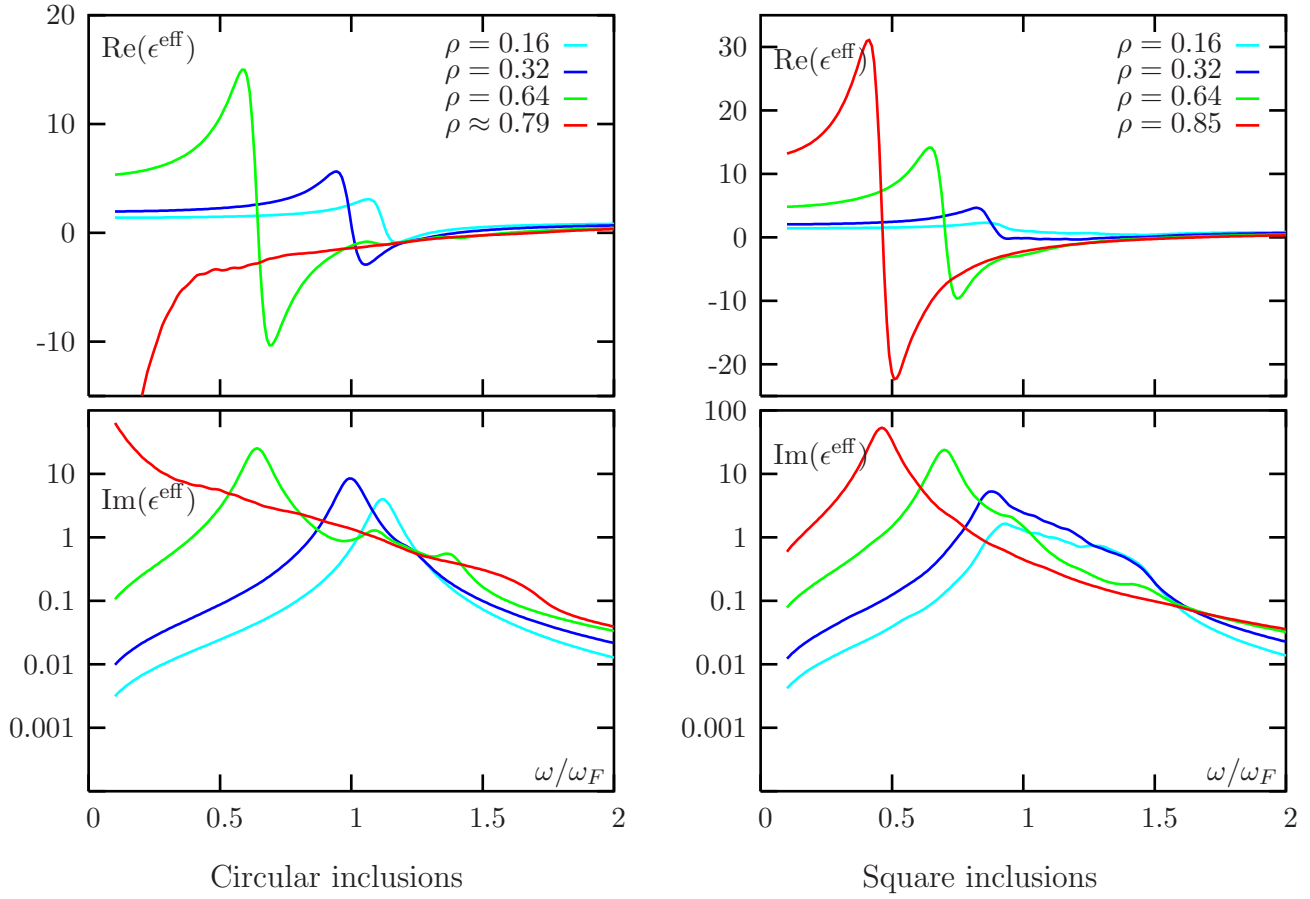 20
10
0
-10
Re(ϵ^eff)
ρ = 0.16
ρ = 0.32
ρ = 0.64
ρ ≈ 0.79
10
1
0.1
0.01
0.001
Im(ϵ^eff)
ω/ω_F
0 0.5 1 1.5 2
Circular inclusions
30
20
10
0
-10
-20
Re(ϵ^eff)
ρ = 0.16
ρ = 0.32
ρ = 0.64
ρ = 0.85
100
10
1
0.1
0.01
0.001
Im(ϵ^eff)
ω/ω_F
0 0.5 1 1.5 2
Square inclusions